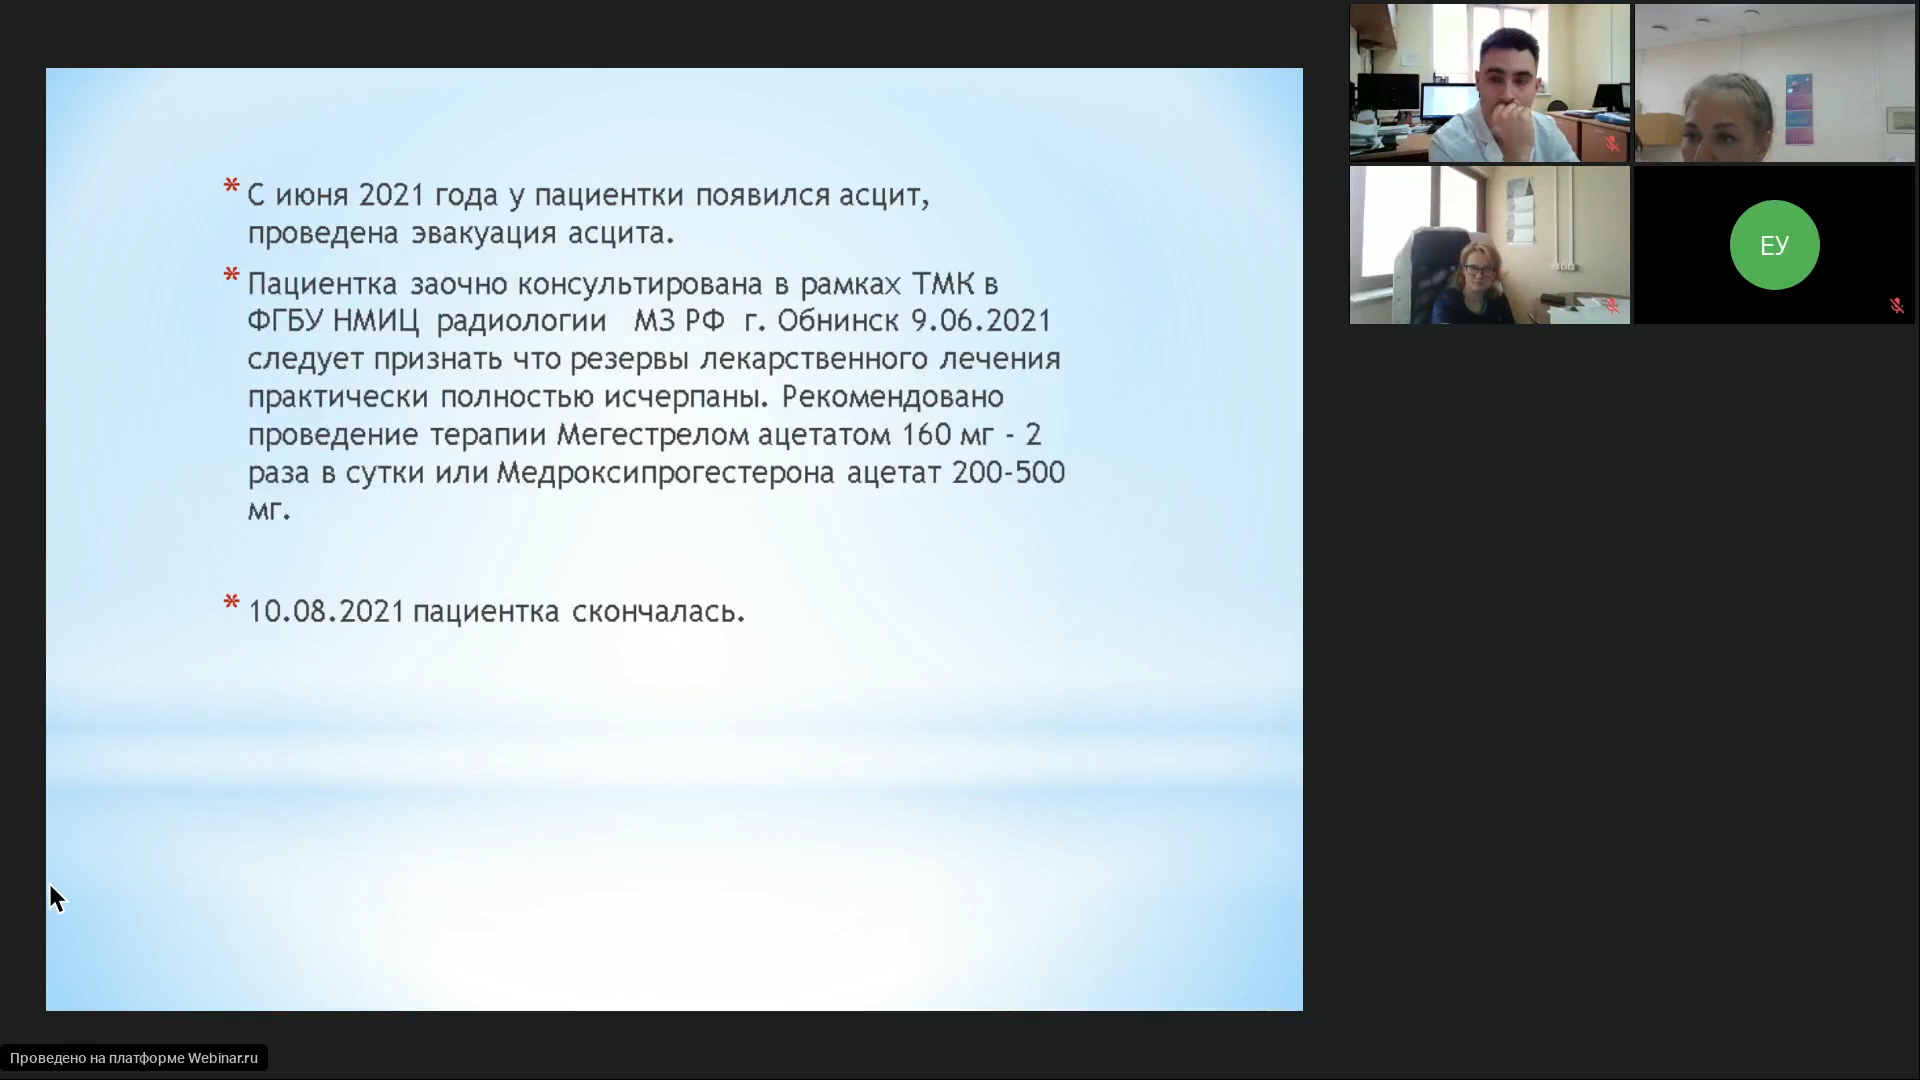 * С июня 2021 года у пациентки появился асцит,
проведена эвакуация асцита.
* Пациентка заочно консультирована в рамках ТМК в
ФГБУ НМИЦ радиологии МЗ РФ г. Обнинск 9.06.2021
следует признать что резервы лекарственного лечения
практически полностью исчерпаны. Рекомендовано
проведение терапии Мегестрелом ацетатом 160 мг - 2
раза в сутки или Медроксипрогестерона ацетат 200-500
мг.
* 10.08.2021 пациентка скончалась.
ЕУ
Проведено на платформе Webinar.ru